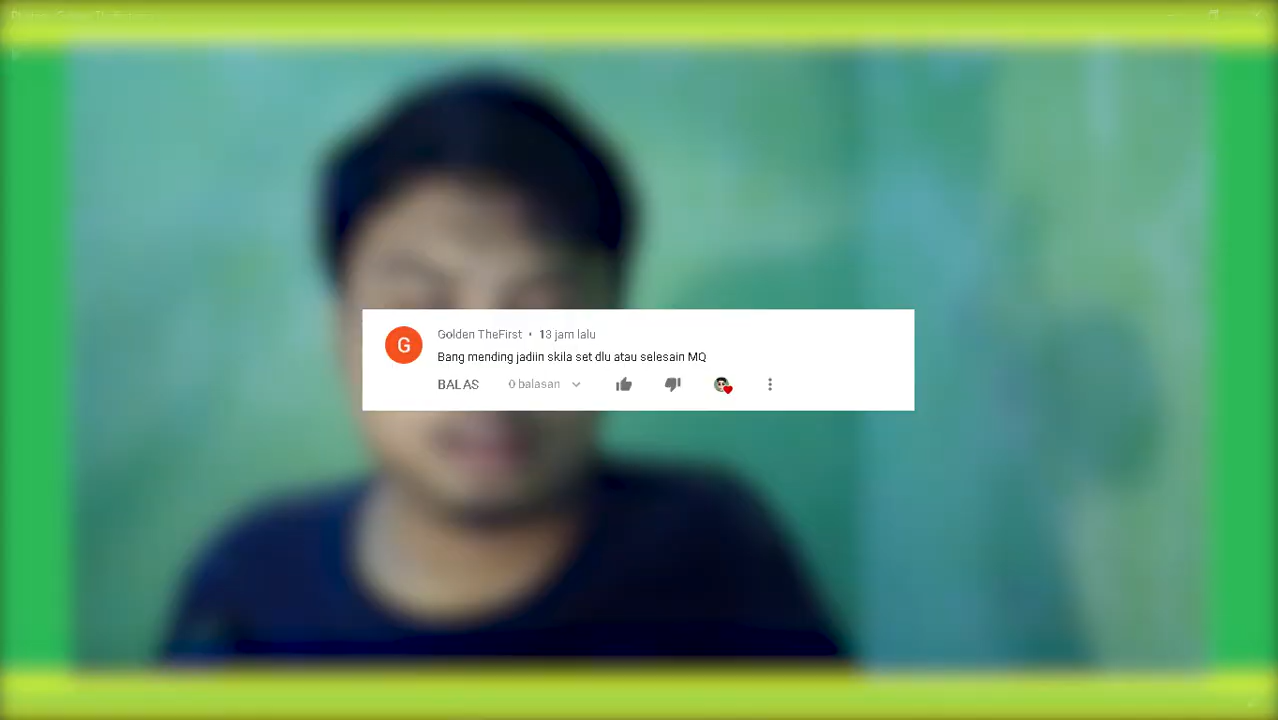 G
Golden TheFirst • 13 jam lalu
Bang mending jadiin skila set dlu atau selesain MQ
BALAS 0 balasan